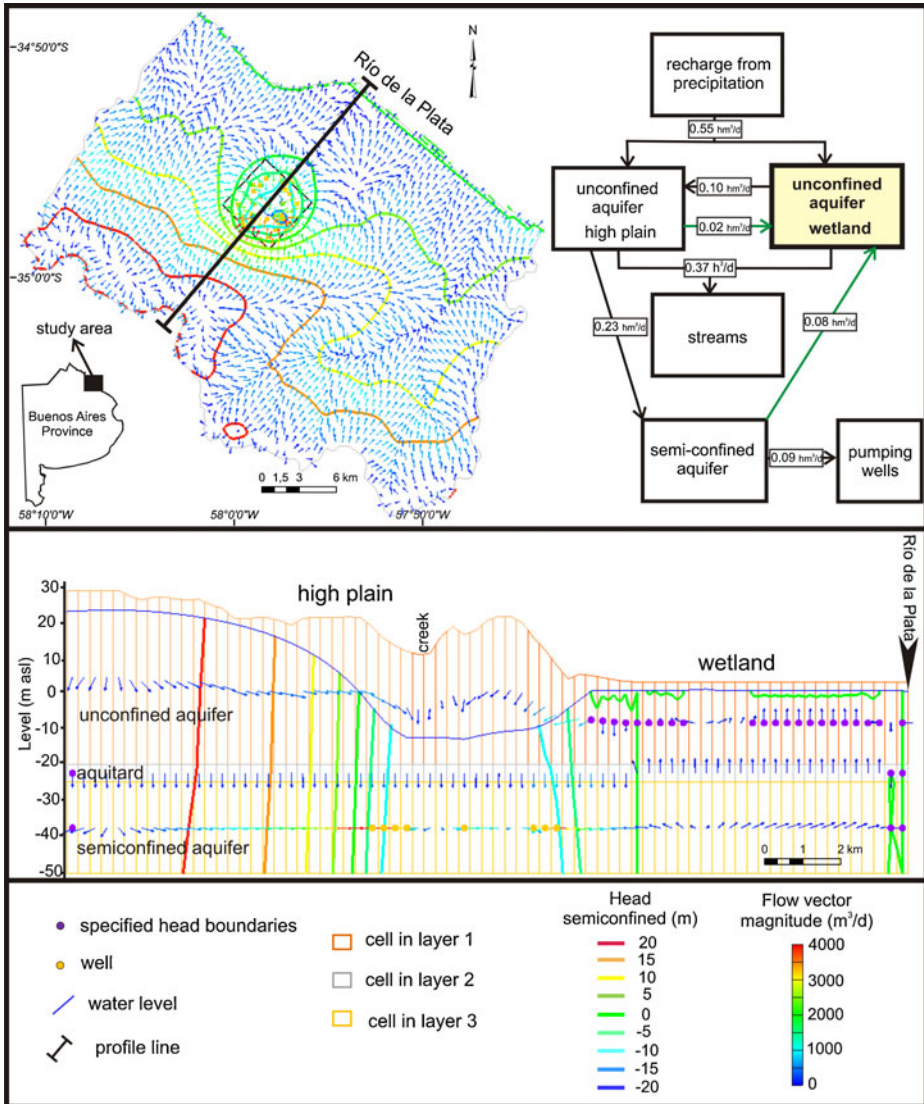 34°50'0"S
35°0'0"S
58°10'0"W
58°0'0"W
57°50'0"W
N
Río de la Plata
study area
Buenos Aires
Province
0 1,5 3 6 km
recharge from
precipitation
0.55 hm³/d
unconfined
aquifer
high plain
0.10 hm³/d
0.02 hm³/d
unconfined
aquifer
wetland
0.37 h³/d
0.23 hm³/d
streams
0.08 hm³/d
semi-confined
aquifer
0.09 hm³/d
pumping
wells
Level (m asl)
30
20
10
0
-10
-20
-30
-40
-50
high plain
creek
wetland
Río de la Plata
unconfined aquifer
aquitard
semiconfined aquifer
0 1 2 km
specified head boundaries
well
water level
profile line
cell in layer 1
cell in layer 2
cell in layer 3
Head
semiconfined (m)
20
15
10
5
0
-5
-10
-15
-20
Flow vector
magnitude (m³/d)
4000
3000
2000
1000
0